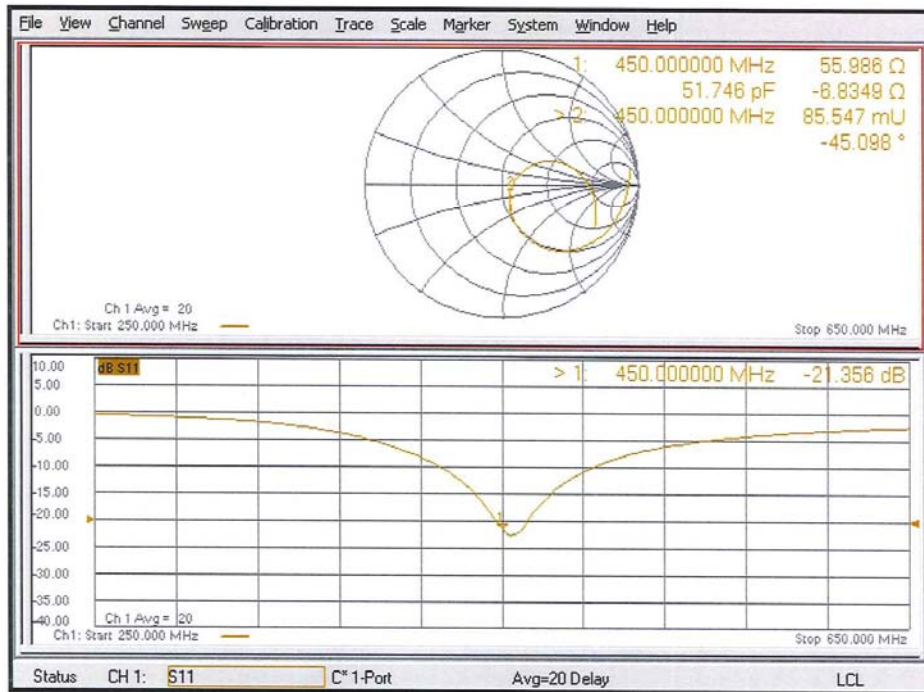 File View Channel Sweep Calibration Trace Scale Marker System Window Help
1: 450.000000 MHz 55.986 Ω
51.746 pF -6.8349 Ω
> 2: 450.000000 MHz 85.547 mU
-45.098 °
Ch 1 Avg = 20
Ch1: Start 250.000 MHz
Stop 650.000 MHz
10.00
dB S11
> 1: 450.000000 MHz -21.356 dB
5.00
0.00
-5.00
-10.00
-15.00
-20.00
1
-25.00
-30.00
-35.00
-40.00
Ch 1 Avg = 20
Ch1: Start 250.000 MHz
Stop 650.000 MHz
Status CH 1: S11 C* 1-Port Avg=20 Delay LCL